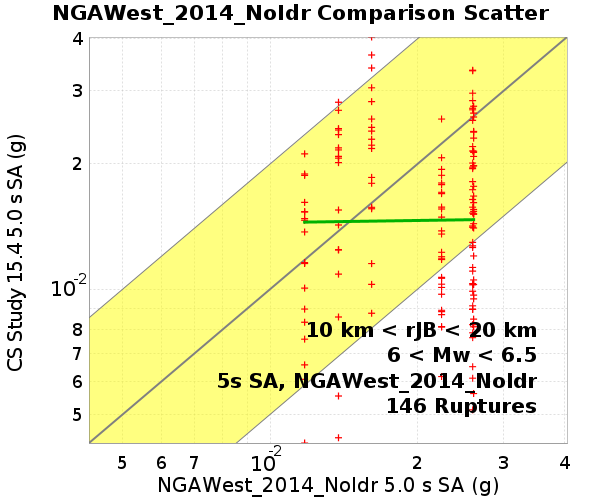 NGAWest_2014_NoIdr Comparison Scatter
CS Study 15.4 5.0 s SA (g)
4
3
2
10^-2
8
7
6
5
10 km < rJB < 20 km
6 < Mw < 6.5
5s SA, NGAWest_2014_NoIdr
146 Ruptures
5 6 7 10^-2 2 3 4
NGAWest_2014_NoIdr 5.0 s SA (g)